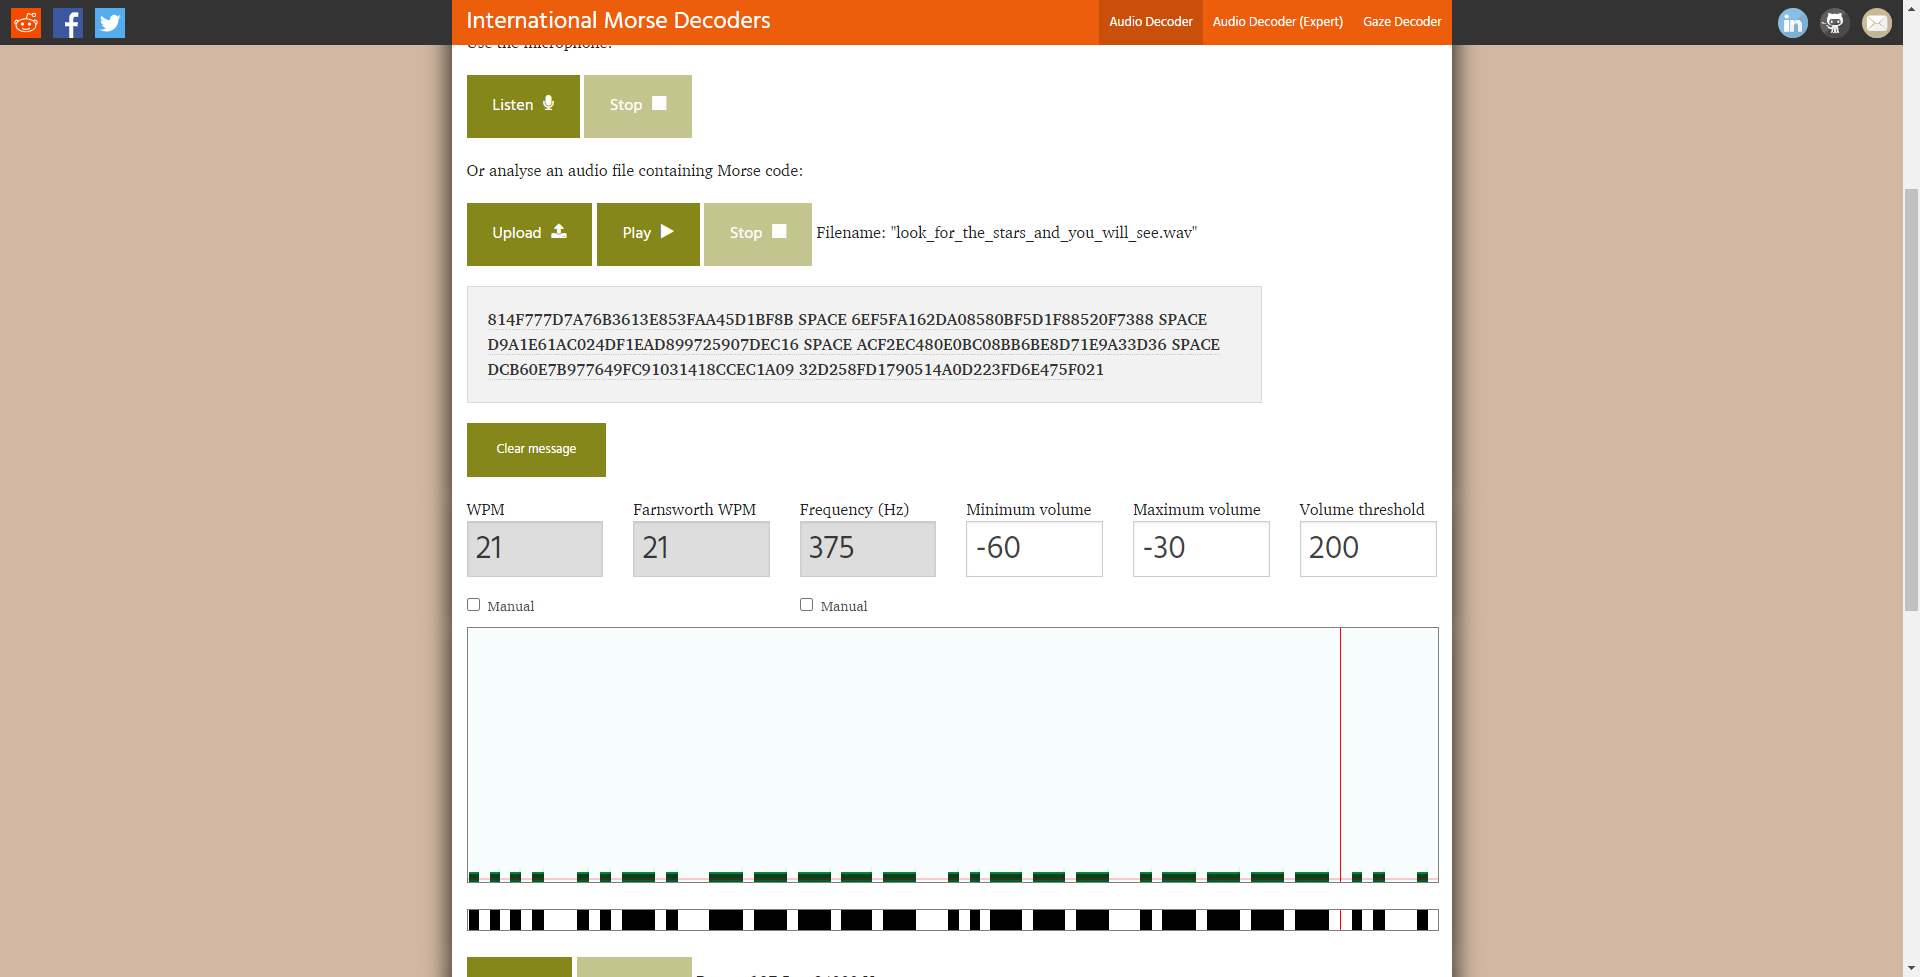 International Morse Decoders
Audio Decoder
Audio Decoder (Expert)
Gaze Decoder
Use the microphone:
Listen
Stop
Or analyse an audio file containing Morse code:
Upload
Play
Stop
Filename: "look_for_the_stars_and_you_will_see.wav"
814F777D7A76B3613E853FAA45D1BF8B SPACE 6EF5FA162DA08580BF5D1F88520F7388 SPACE
D9A1E61AC024DF1EAD899725907DEC16 SPACE ACF2EC480E0BC08BB6BE8D71E9A33D36 SPACE
DCB60E7B977649FC91031418CCEC1A09 32D258FD1790514A0D223FD6E475F021
Clear message
WPM
Farnsworth WPM
Frequency (Hz)
Minimum volume
Maximum volume
Volume threshold
21
21
375
-60
-30
200
Manual
Manual